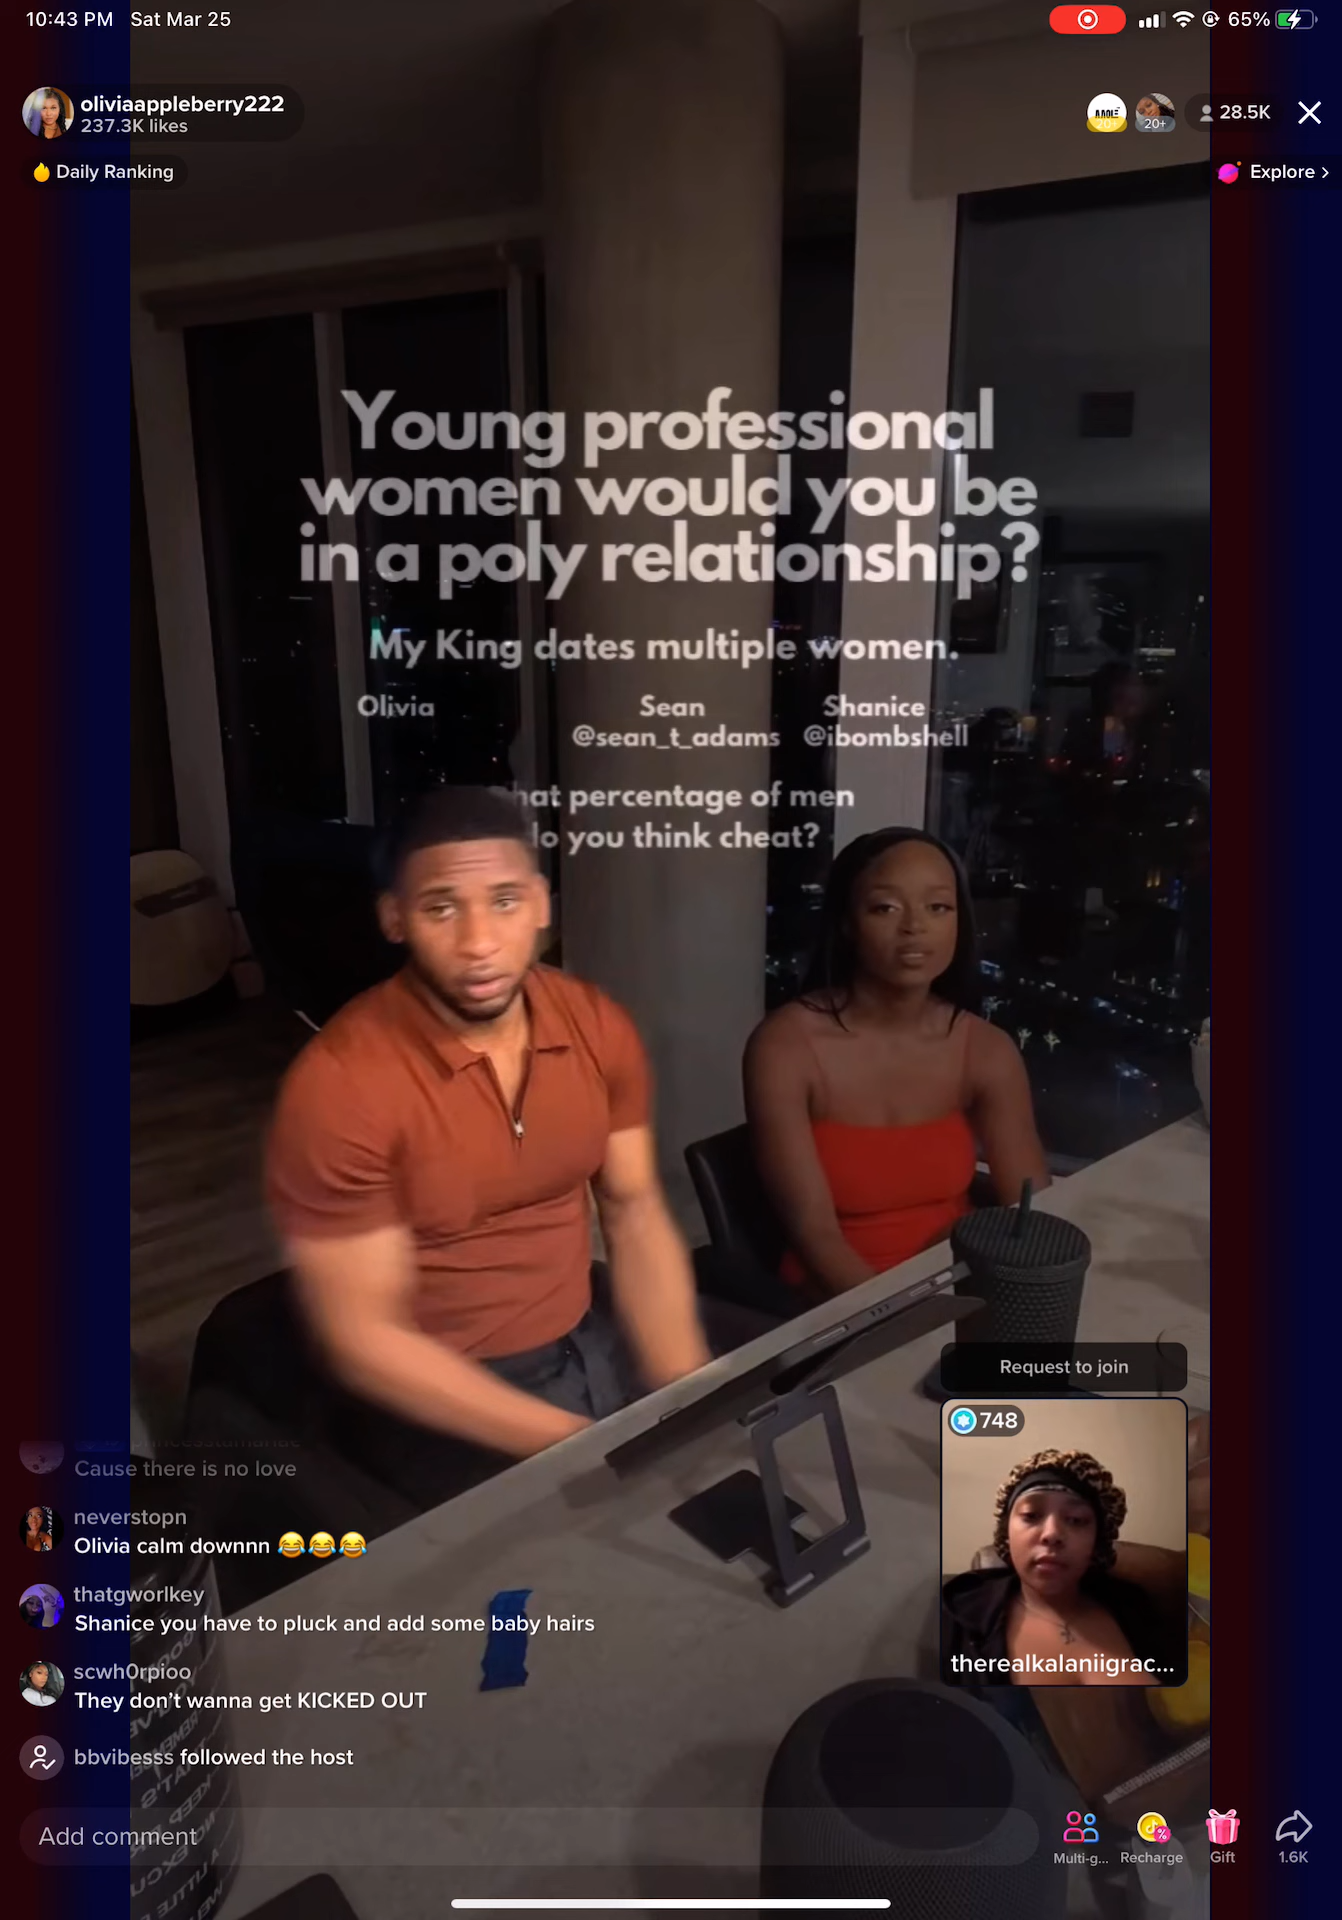 10:43 PM Sat Mar 25
65%
oliviaappleberry222
237.3K likes
20+
28.5K
Daily Ranking
Explore >
Young professional
women would you be
in a poly relationship?
My King dates multiple women.
Olivia Sean Shanice
@sean_t_adams @ibombshell
hat percentage of men
do you think cheat?
Request to join
748
therealkalaniigrac...
Cause there is no love
neverstopn
Olivia calm downnn 😂😂😂
thatgworlkey
Shanice you have to pluck and add some baby hairs
scwh0rpioo
They don't wanna get KICKED OUT
bbvibesss followed the host
Add comment
Multi-g... Recharge Gift 1.6K